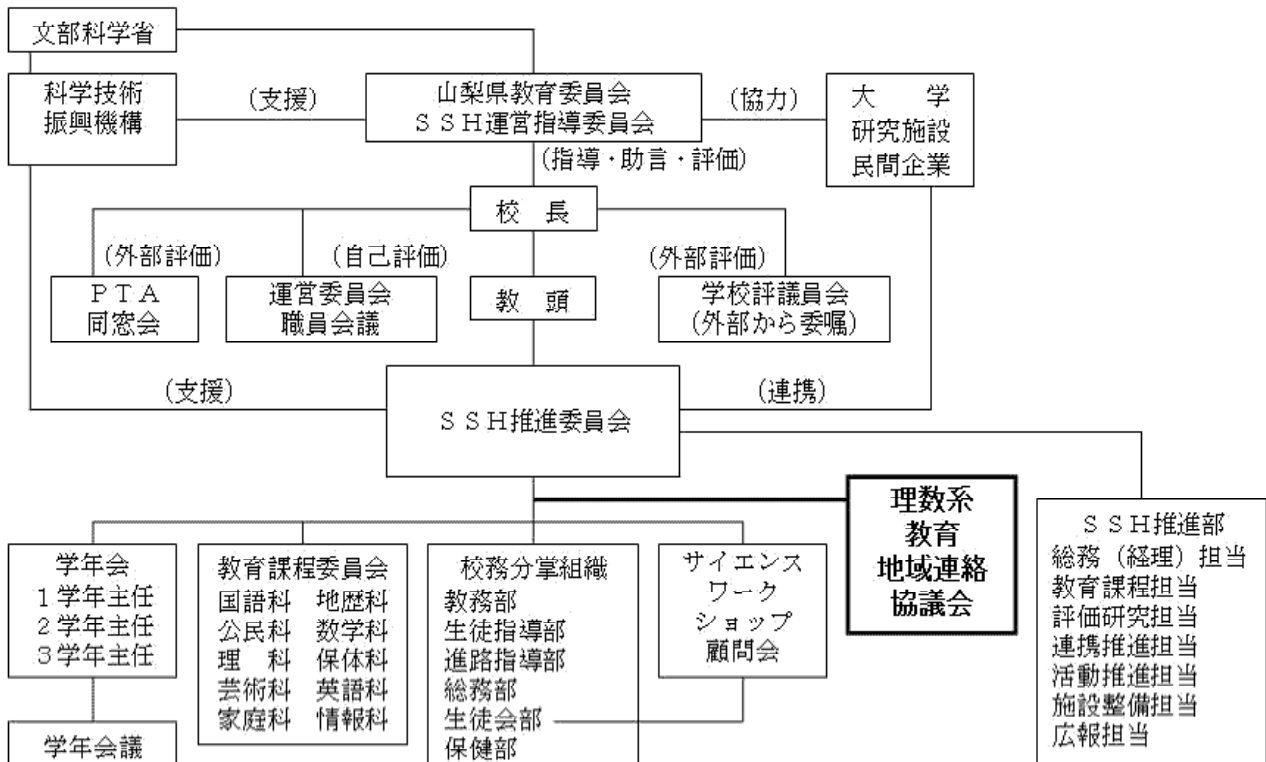 文部科学省
科学技術
振興機構
(支援)
山梨県教育委員会
ＳＳＨ運営指導委員会
(協力)
大　学
研究施設
民間企業
(指導・助言・評価)
校　長
(外部評価)
(自己評価)
(外部評価)
ＰＴＡ
同窓会
運営委員会
職員会議
教　頭
学校評議員会
(外部から委嘱)
(支援)
(連携)
ＳＳＨ推進委員会
理数系
教育
地域連絡
協議会
学年会
１学年主任
２学年主任
３学年主任
学年会議
教育課程委員会
国語科　地歴科
公民科　数学科
理　科　保体科
芸術科　英語科
家庭科　情報科
校務分掌組織
教務部
生徒指導部
進路指導部
総務部
生徒会部
保健部
サイエンス
ワーク
ショップ
顧問会
ＳＳＨ推進部
総務（経理）担当
教育課程担当
評価研究担当
連携推進担当
活動推進担当
施設整備担当
広報担当